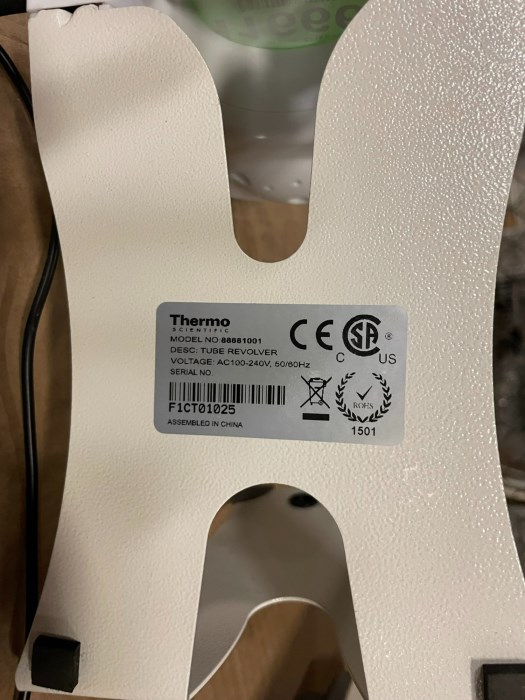 Thermo
SCIENTIFIC
MODEL NO 88881001
DESC. TUBE REVOLVER
VOLTAGE: AC100-240V, 50/60Hz
SERIAL NO.
F1CT01025
ASSEMBLED IN CHINA
CE
C SA ® US
ROHS
1501